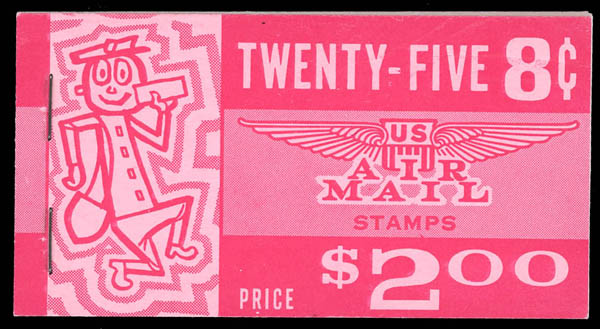 TWENTY-FIVE 8¢
US
AIR
MAIL
STAMPS
PRICE $2.00